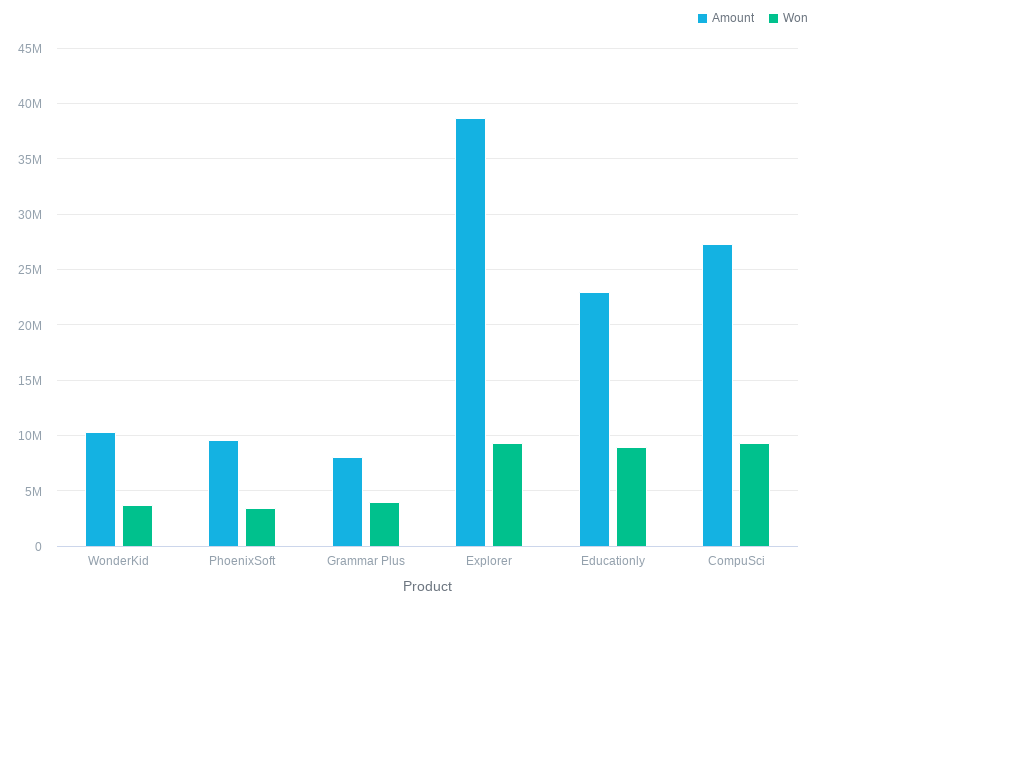 Amount Won
45M
40M
35M
30M
25M
20M
15M
10M
5M
0
WonderKid PhoenixSoft Grammar Plus Explorer Educationly CompuSci
Product